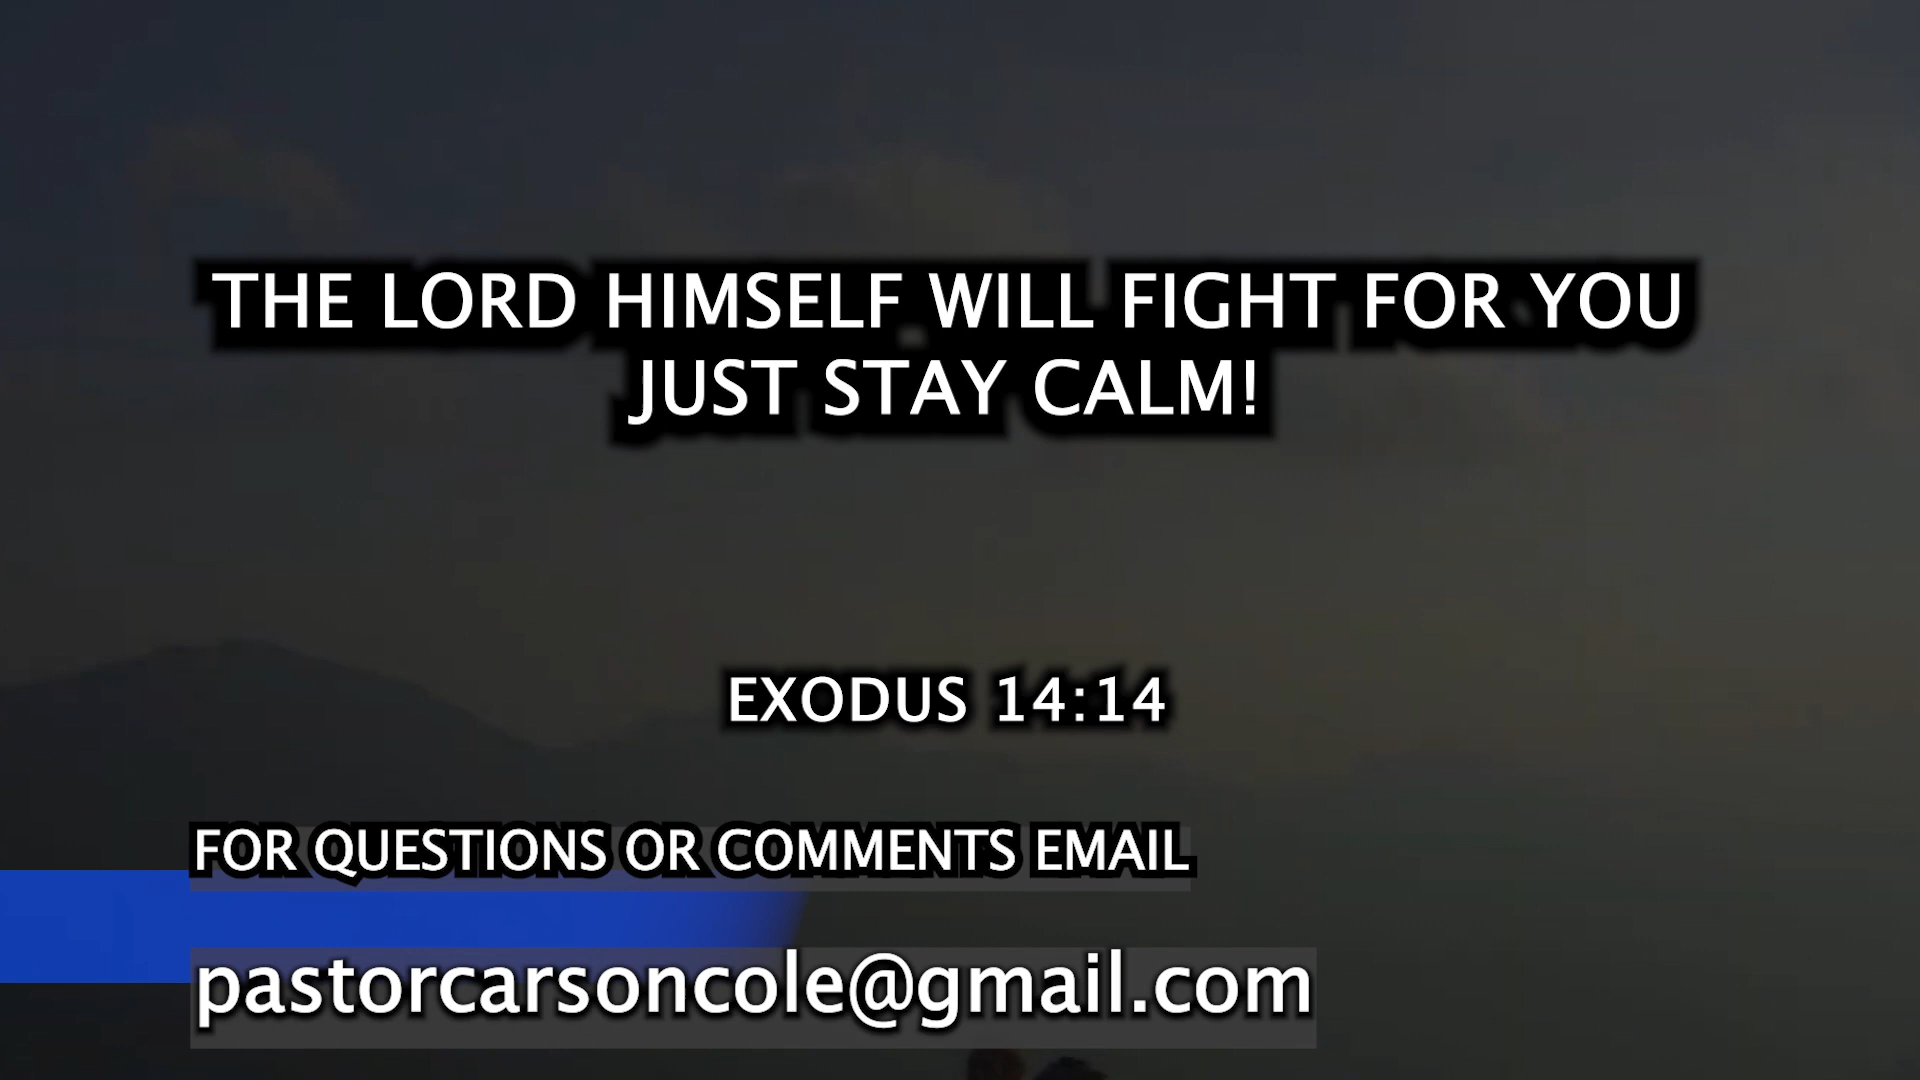 THE LORD HIMSELF WILL FIGHT FOR YOU
JUST STAY CALM!
EXODUS 14:14
FOR QUESTIONS OR COMMENTS EMAIL
pastorcarsoncole@gmail.com